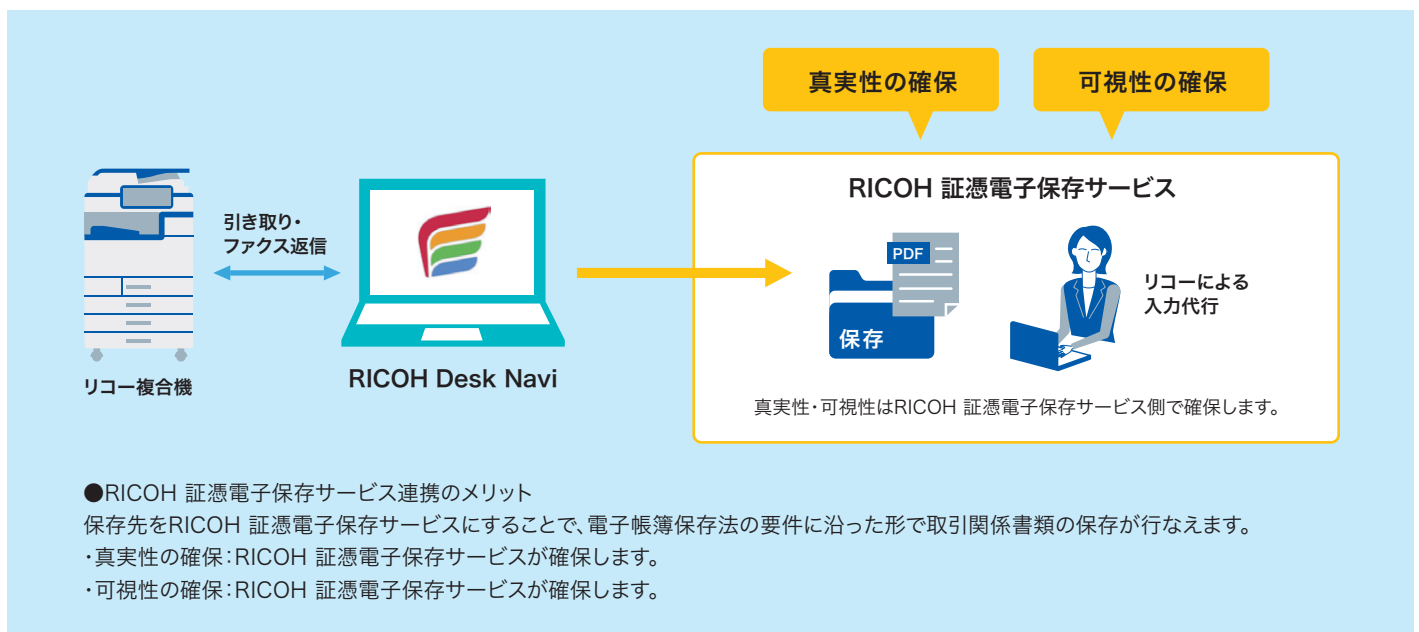 真実性の確保
可視性の確保
RICOH 証憑電子保存サービス
引き取り・
ファクス返信
PDF
保存
リコーによる
入力代行
リコー複合機
RICOH Desk Navi
真実性・可視性はRICOH 証憑電子保存サービス側で確保します。
●RICOH 証憑電子保存サービス連携のメリット
保存先をRICOH 証憑電子保存サービスにすることで、電子帳簿保存法の要件に沿った形で取引関係書類の保存が行なえます。
・真実性の確保：RICOH 証憑電子保存サービスが確保します。
・可視性の確保：RICOH 証憑電子保存サービスが確保します。